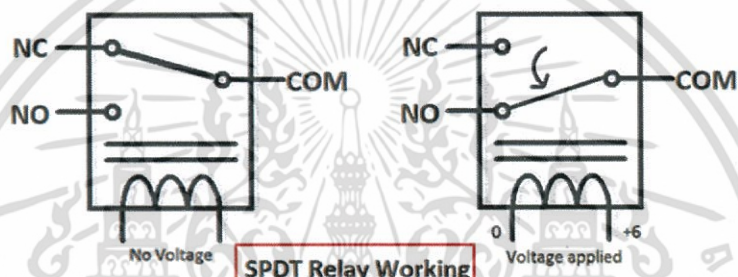 NC
COM
NO
No Voltage
NC
COM
NO
0
+6
Voltage applied
SPDT Relay Working